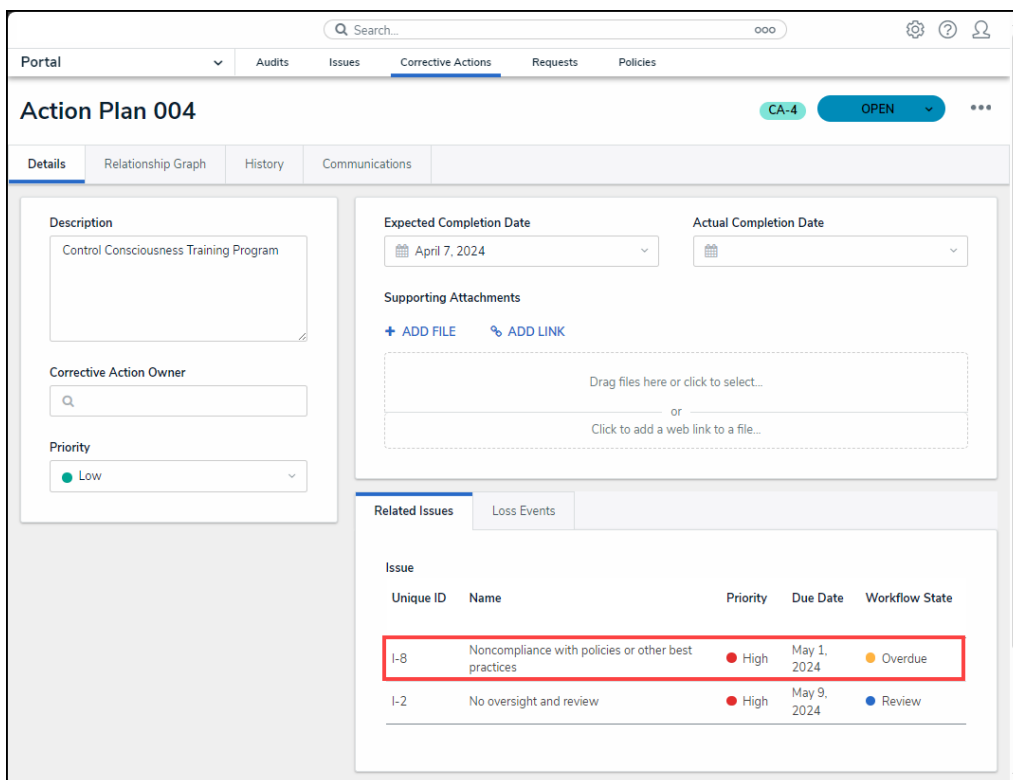 Search...
Portal
Audits
Issues
Corrective Actions
Requests
Policies
Action Plan 004
CA-4
OPEN
Details
Relationship Graph
History
Communications
Description
Control Consciousness Training Program
Corrective Action Owner
Priority
Low
Expected Completion Date
April 7, 2024
Actual Completion Date
Supporting Attachments
+ ADD FILE
ADD LINK
Drag files here or click to select...
or
Click to add a web link to a file...
Related Issues
Loss Events
Issue
Unique ID Name Priority Due Date Workflow State
I-8 Noncompliance with policies or other best practices High May 1, 2024 Overdue
I-2 No oversight and review High May 9, 2024 Review